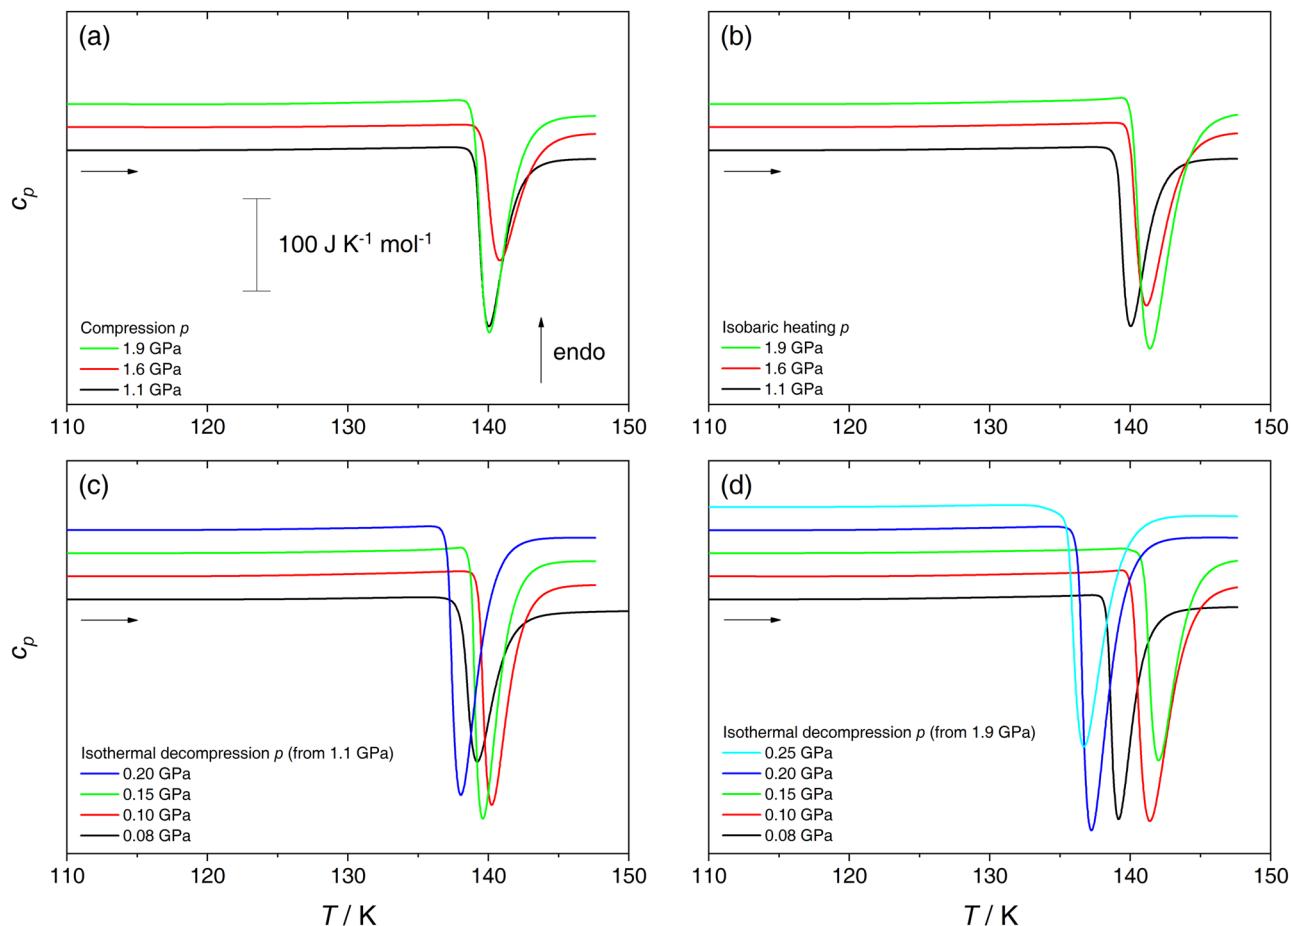 (a)
c_p
100 J K⁻¹ mol⁻¹
Compression p
1.9 GPa
1.6 GPa
1.1 GPa
endo
110 120 130 140 150
(b)
Isobaric heating p
1.9 GPa
1.6 GPa
1.1 GPa
110 120 130 140 150
(c)
c_p
Isothermal decompression p (from 1.1 GPa)
0.20 GPa
0.15 GPa
0.10 GPa
0.08 GPa
110 120 130 140 150
T / K
(d)
Isothermal decompression p (from 1.9 GPa)
0.25 GPa
0.20 GPa
0.15 GPa
0.10 GPa
0.08 GPa
110 120 130 140 150
T / K